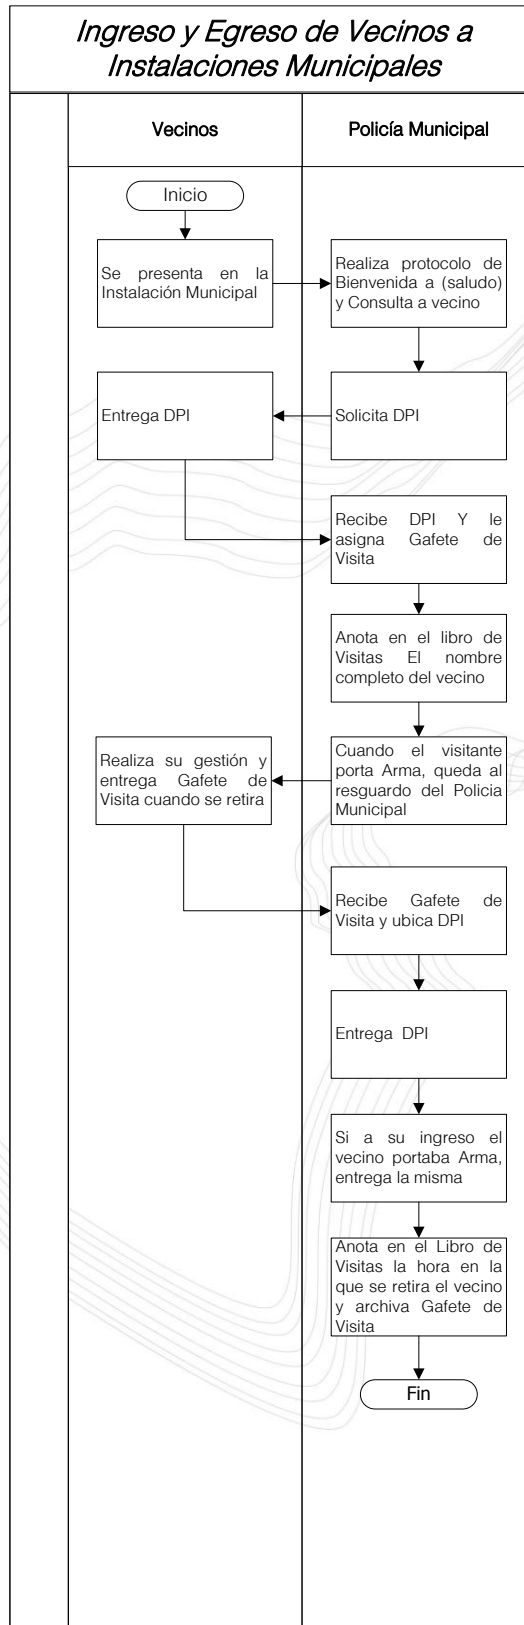 Ingreso y Egreso de Vecinos a
Instalaciones Municipales
Vecinos
Policía Municipal
Inicio
Se presenta en la
Instalación Municipal
Realiza protocolo de
Bienvenida a (saludo)
y Consulta a vecino
Solicita DPI
Entrega DPI
Recibe DPI Y le
asigna Gafete de
Visita
Anota en el libro de
Visitas El nombre
completo del vecino
Cuando el visitante
porta Arma, queda al
resguardo del Policia
Municipal
Realiza su gestión y
entrega Gafete de
Visita cuando se retira
Recibe Gafete de
Visita y ubica DPI
Entrega DPI
Si a su ingreso el
vecino portaba Arma,
entrega la misma
Anota en el Libro de
Visitas la hora en la
que se retira el vecino
y archiva Gafete de
Visita
Fin